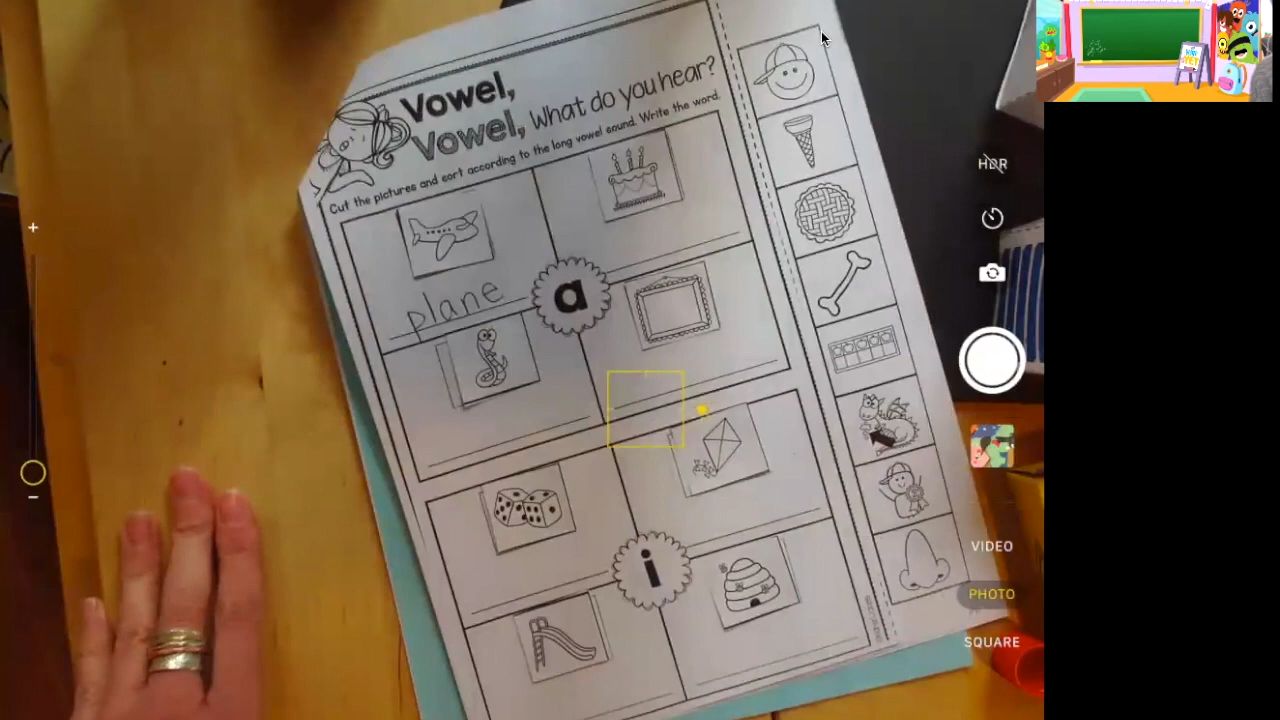 Vowel,
Vowel, What do you hear?
Cut the pictures and sort according to the long vowel sound. Write the word.
plane
a
i
HDR
VIDEO
PHOTO
SQUARE